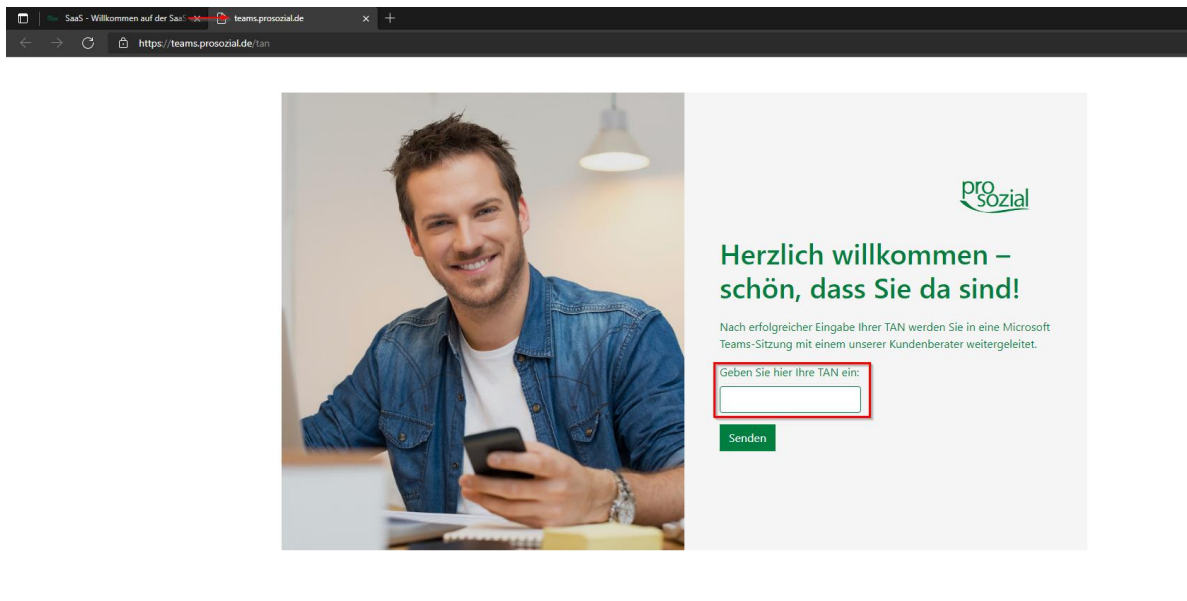 SaaS - Willkommen auf der SaaS
teams.prosozial.de
https://teams.prosozial.de/tan
pro
sozial
Herzlich willkommen –
schön, dass Sie da sind!
Nach erfolgreicher Eingabe Ihrer TAN werden Sie in eine Microsoft
Teams-Sitzung mit einem unserer Kundenberater weitergeleitet.
Geben Sie hier Ihre TAN ein:
Senden